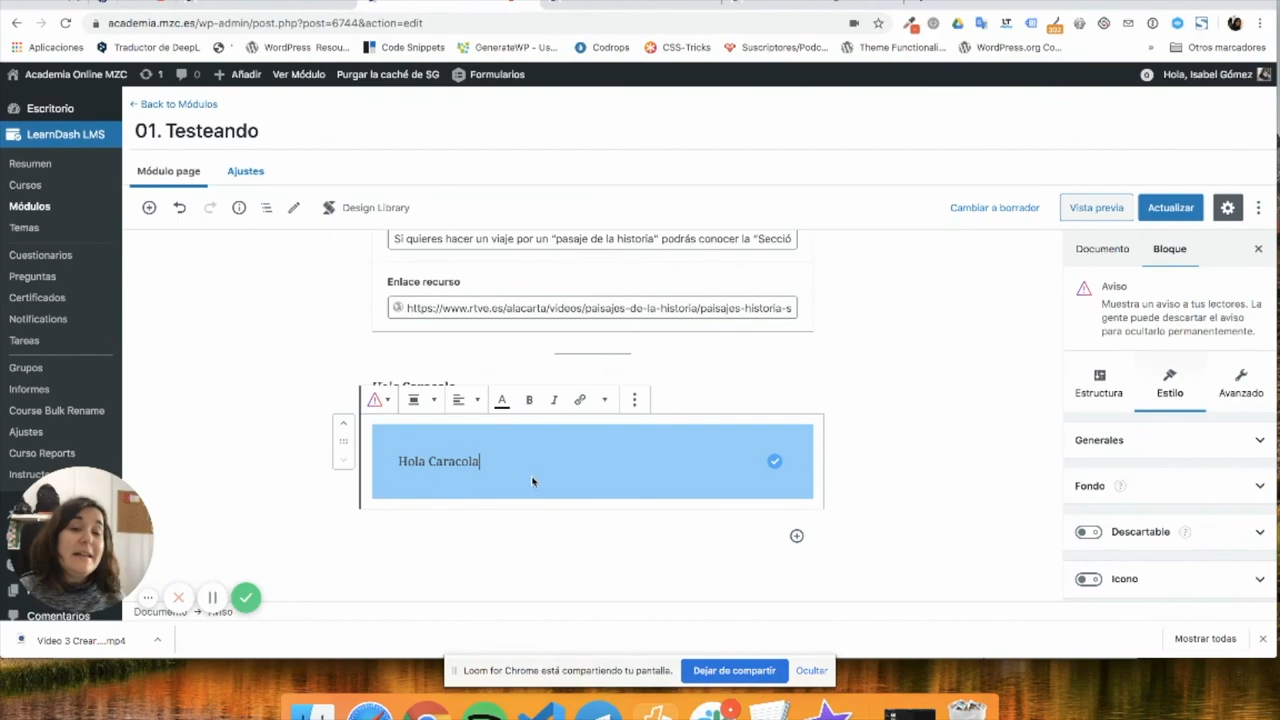 academia.mzc.es/wp-admin/post.php?post=6744&action=edit
Aplicaciones
Traductor de DeepL
WordPress Resou...
Code Snippets
GenerateWP - Us...
Codrops
CSS-Tricks
Suscriptores/Podc...
Theme Functionali...
WordPress.org Co...
»
Otros marcadores
Academia Online MZC
1
0
Añadir
Ver Módulo
Purgar la caché de SG
Formularios
0
Hola, Isabel Gómez
Escritorio
LearnDash LMS
Resumen
Cursos
Módulos
Temas
Cuestionarios
Preguntas
Certificados
Notifications
Tareas
Grupos
Informes
Course Bulk Rename
Ajustes
Curso Reports
Instruct
Comentarios
← Back to Módulos
01. Testeando
Módulo page
Ajustes
Design Library
Cambiar a borrador
Vista previa
Actualizar
Si quieres hacer un viaje por un "pasaje de la historia" podrás conocer la "Secció
Enlace recurso
https://www.rtve.es/alacarta/videos/paisajes-de-la-historia/paisajes-historia-s
Hola Caracola
A
B
I
Hola Caracola
Documento
Bloque
Aviso
Muestra un aviso a tus lectores. La
gente puede descartar el aviso
para ocultarlo permanentemente.
Estructura
Estilo
Avanzado
Generales
Fondo
Descartable
Icono
Documento → Aviso
Video 3 Crear....mp4
Mostrar todas
Loom for Chrome está compartiendo tu pantalla.
Dejar de compartir
Ocultar